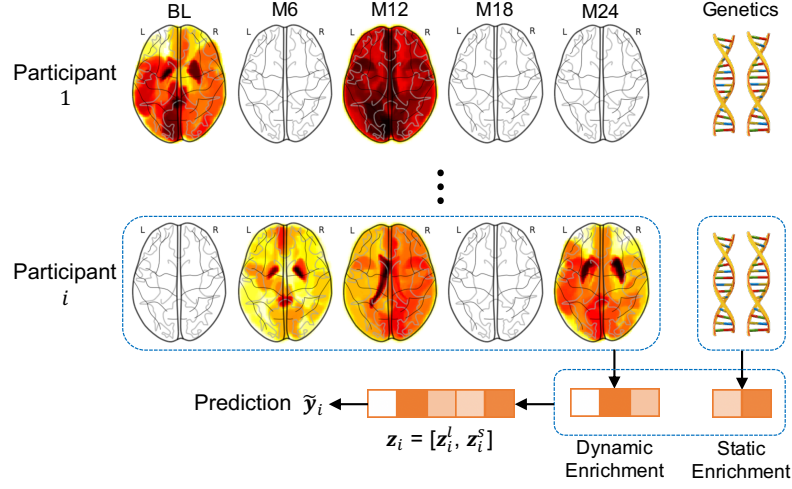 BL M6 M12 M18 M24 Genetics
L R L R L R L R L R
Participant
1
L R L R L R L R L R
Participant
i
Prediction ỹᵢ
zᵢ = [zᵢˡ, zᵢˢ]
Dynamic
Enrichment
Static
Enrichment